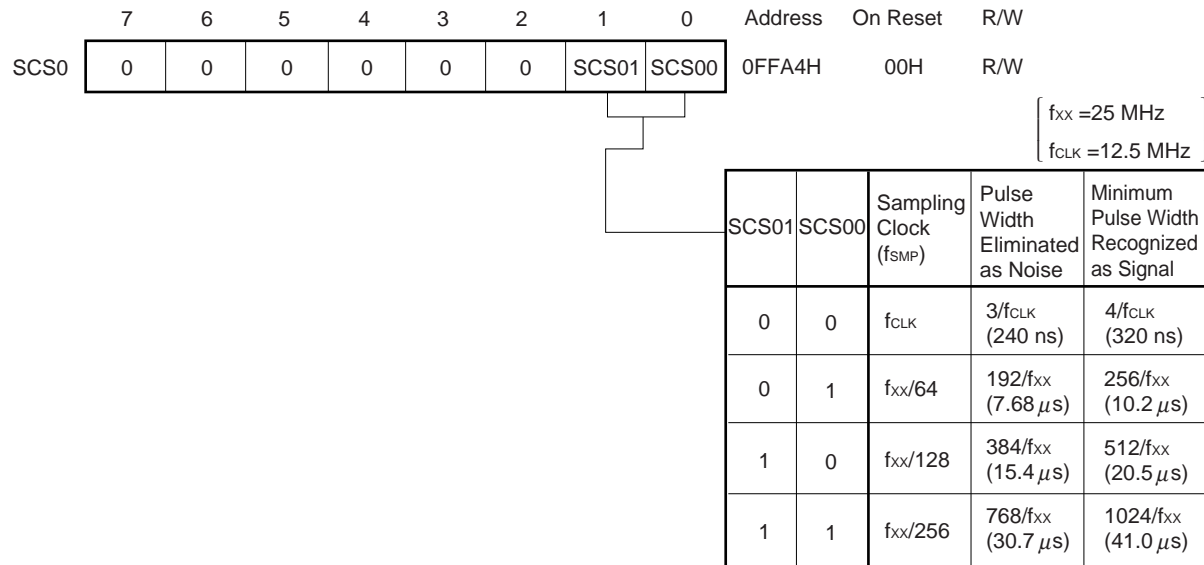 7 6 5 4 3 2 1 0 Address On Reset R/W
SCS0 0 0 0 0 0 0 SCS01 SCS00 0FFA4H 00H R/W
fXX =25 MHz
fCLK =12.5 MHz
SCS01 SCS00 Sampling Clock (fSMP) Pulse Width Eliminated as Noise Minimum Pulse Width Recognized as Signal
0 0 fCLK 3/fCLK (240 ns) 4/fCLK (320 ns)
0 1 fXX/64 192/fXX (7.68 μs) 256/fXX (10.2 μs)
1 0 fXX/128 384/fXX (15.4 μs) 512/fXX (20.5 μs)
1 1 fXX/256 768/fXX (30.7 μs) 1024/fXX (41.0 μs)